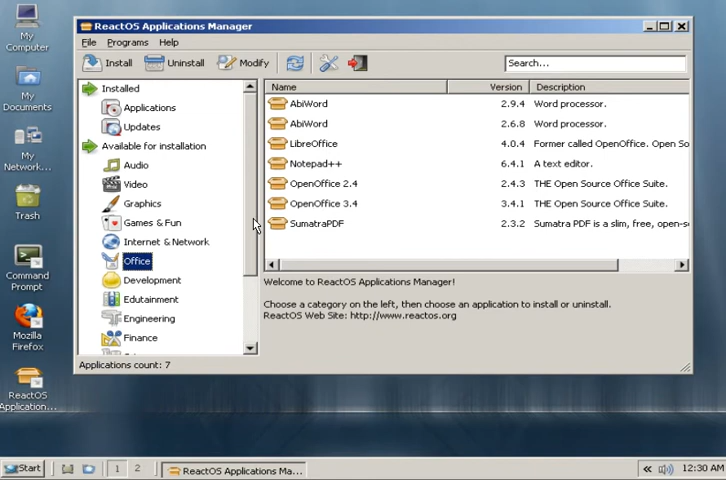 My
Computer
My
Documents
My
Network...
Trash
Command
Prompt
Mozilla
Firefox
ReactOS
Application...
ReactOS Applications Manager
File Programs Help
Install Uninstall Modify Search...
Installed
Applications
Updates
Available for installation
Audio
Video
Graphics
Games & Fun
Internet & Network
Office
Development
Edutainment
Engineering
Finance
Name Version Description
AbiWord 2.9.4 Word processor.
AbiWord 2.6.8 Word processor.
LibreOffice 4.0.4 Former called OpenOffice. Open So
Notepad++ 6.4.1 A text editor.
OpenOffice 2.4 2.4.3 THE Open Source Office Suite.
OpenOffice 3.4 3.4.1 THE Open Source Office Suite.
SumatraPDF 2.3.2 Sumatra PDF is a slim, free, open-s
Welcome to ReactOS Applications Manager!
Choose a category on the left, then choose an application to install or uninstall.
ReactOS Web Site: http://www.reactos.org
Applications count: 7
Start 1 2 ReactOS Applications Ma... 12:30 AM